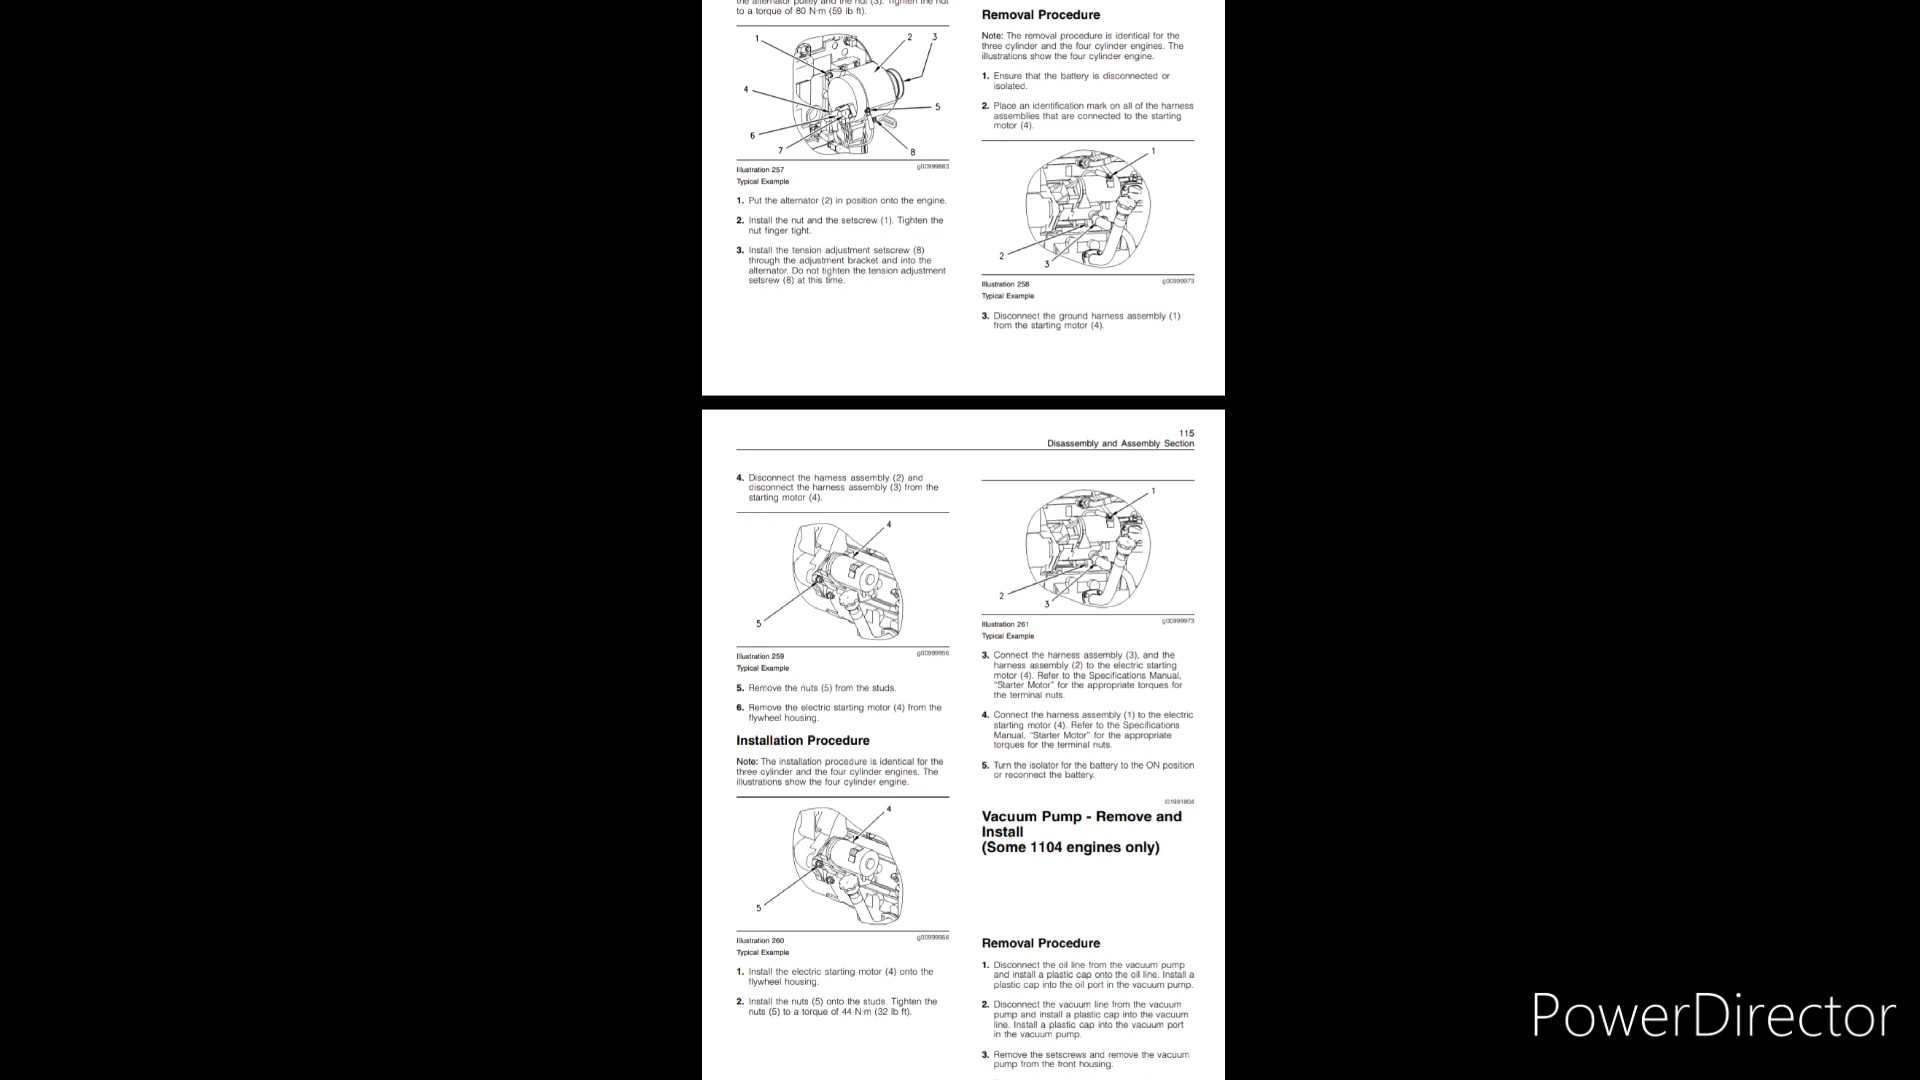 the alternator pulley and the nut (3). Tighten the nut
to a torque of 80 N·m (59 lb ft).
1
2
3
4
5
6
7
8
Illustration 257
g00999883
Typical Example
1. Put the alternator (2) in position onto the engine.
2. Install the nut and the setscrew (1). Tighten the
nut finger tight.
3. Install the tension adjustment setscrew (8)
through the adjustment bracket and into the
alternator. Do not tighten the tension adjustment
setsrew (8) at this time.
Removal Procedure
Note: The removal procedure is identical for the
three cylinder and the four cylinder engines. The
illustrations show the four cylinder engine.
1. Ensure that the battery is disconnected or
isolated.
2. Place an identification mark on all of the harness
assemblies that are connected to the starting
motor (4).
1
2
3
Illustration 258
g00999973
Typical Example
3. Disconnect the ground harness assembly (1)
from the starting motor (4).
115
Disassembly and Assembly Section
4. Disconnect the harness assembly (2) and
disconnect the harness assembly (3) from the
starting motor (4).
4
5
Illustration 259
Typical Example
5. Remove the nuts (5) from the studs.
6. Remove the electric starting motor (4) from the
flywheel housing.
Installation Procedure
Note: The installation procedure is identical for the
three cylinder and the four cylinder engines. The
illustrations show the four cylinder engine.
4
5
Illustration 260
Typical Example
1. Install the electric starting motor (4) onto the
flywheel housing.
2. Install the nuts (5) onto the studs. Tighten the
nuts (5) to a torque of 44 N·m (32 lb ft).
1
2
3
Illustration 261
g00999973
Typical Example
3. Connect the harness assembly (3), and the
harness assembly (2) to the electric starting
motor (4). Refer to the Specifications Manual,
"Starter Motor" for the appropriate torques for
the terminal nuts.
4. Connect the harness assembly (1) to the electric
starting motor (4). Refer to the Specifications
Manual, "Starter Motor" for the appropriate
torques for the terminal nuts.
5. Turn the isolator for the battery to the ON position
or reconnect the battery.
i01981804
Vacuum Pump - Remove and
Install
(Some 1104 engines only)
Removal Procedure
1. Disconnect the oil line from the vacuum pump
and install a plastic cap onto the oil line. Install a
plastic cap into the oil port in the vacuum pump.
2. Disconnect the vacuum line from the vacuum
pump and install a plastic cap into the vacuum
line. Install a plastic cap into the vacuum port
in the vacuum pump.
3. Remove the setscrews and remove the vacuum
pump from the front housing.
PowerDirector